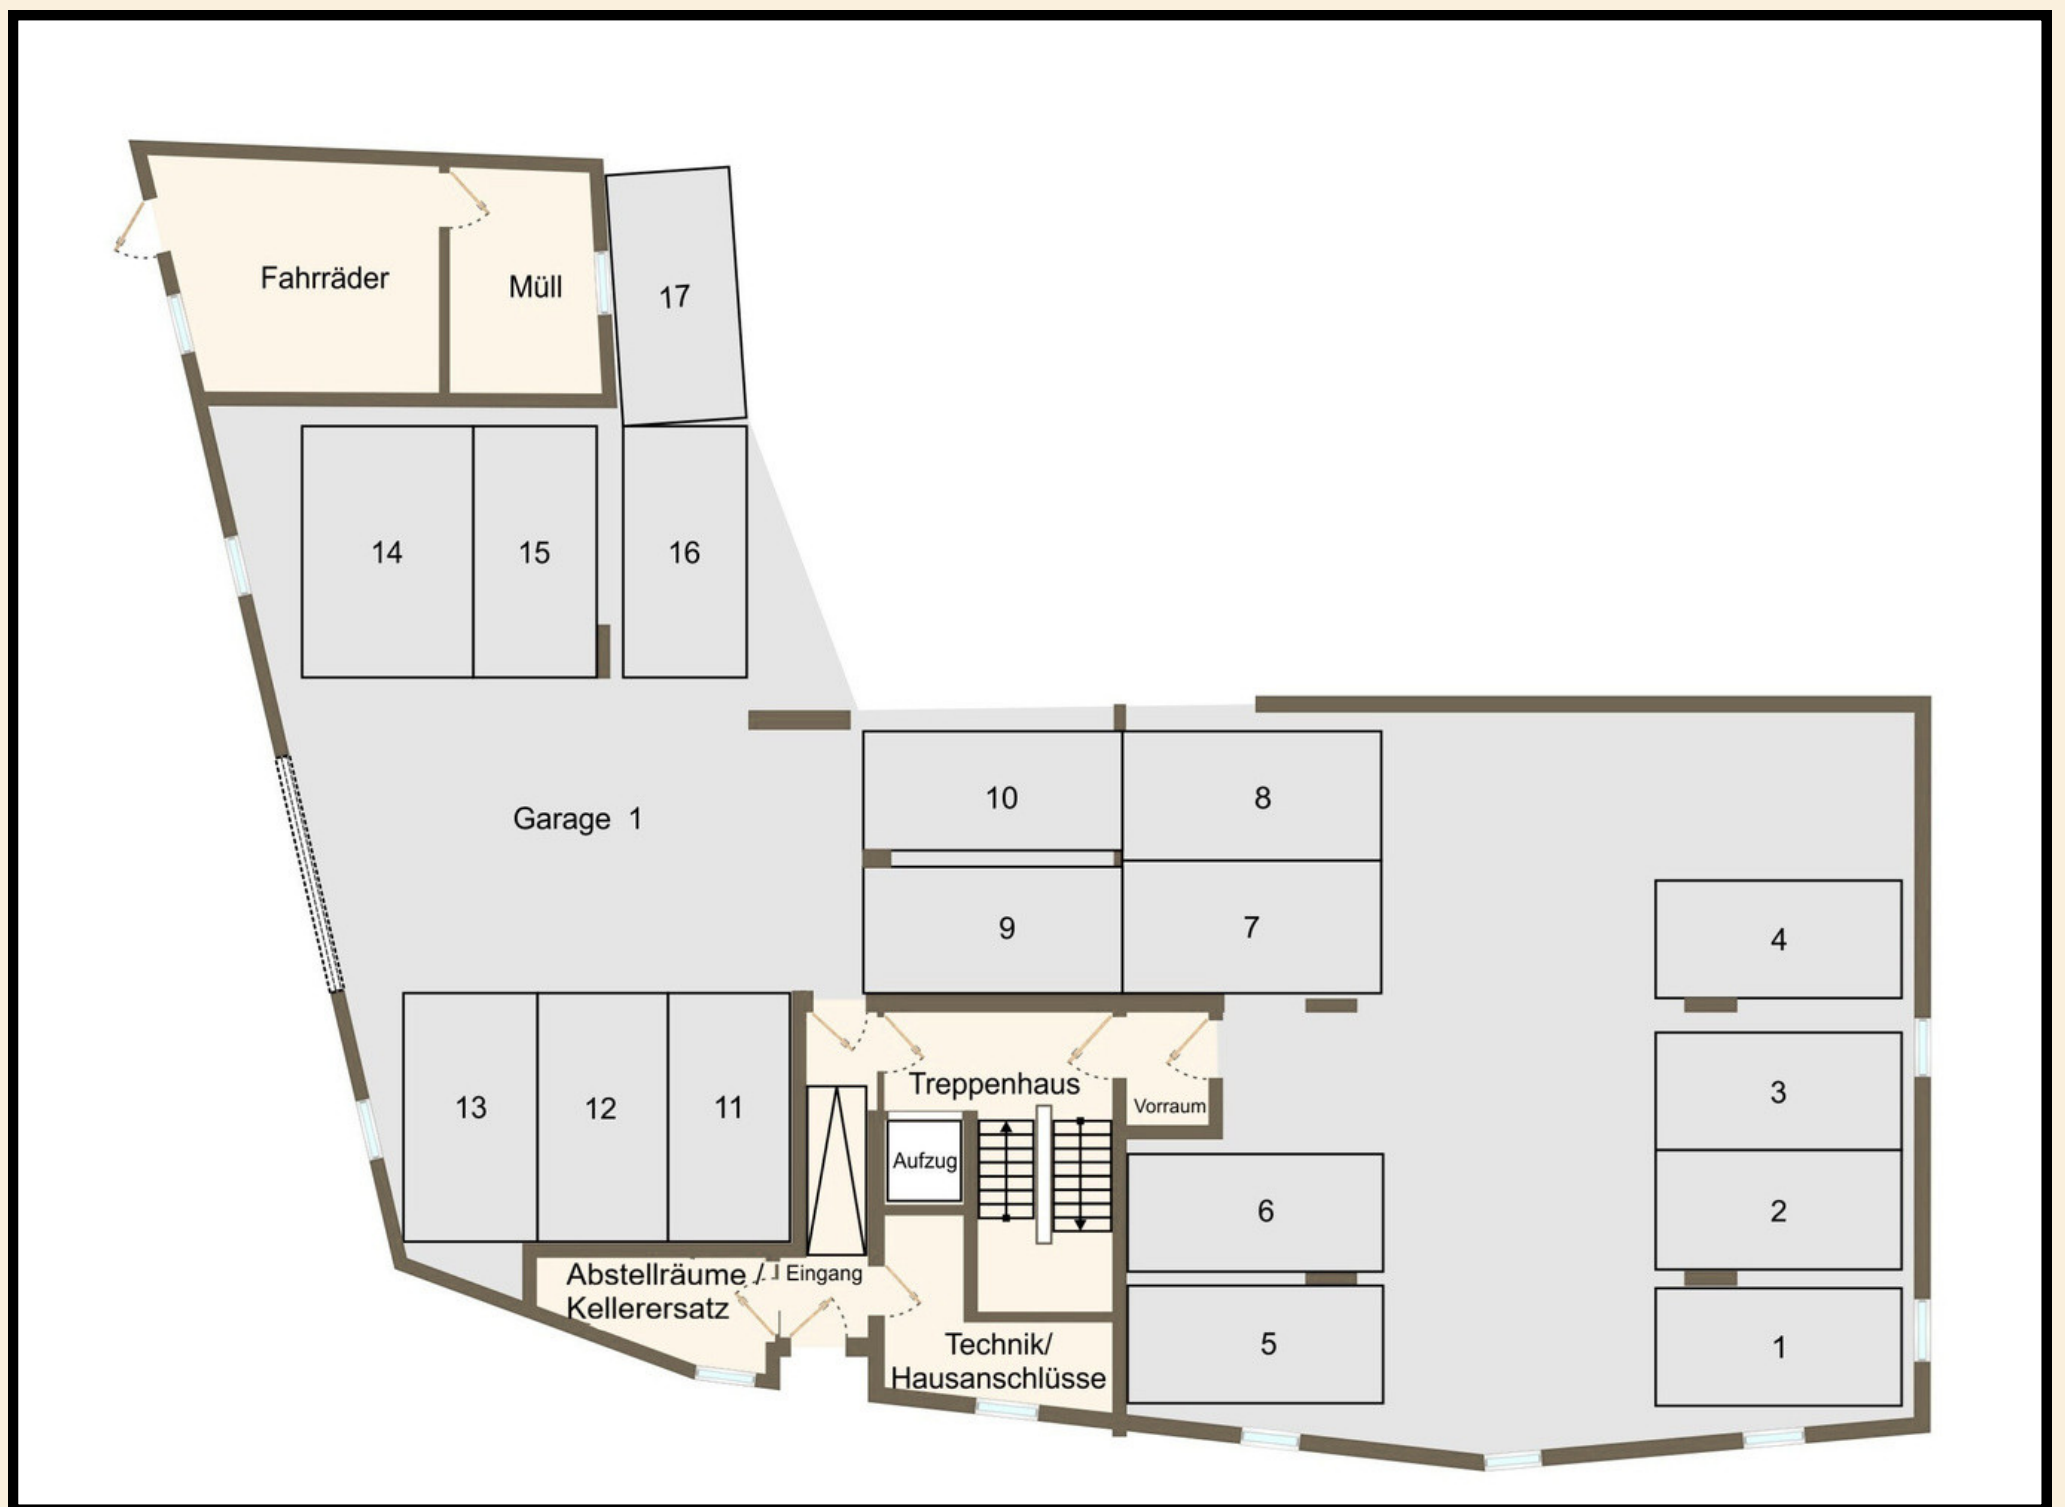 Fahrräder
Müll
17
14
15
16
Garage 1
10
8
9
7
4
13
12
11
Treppenhaus
Vorraum
3
Aufzug
6
2
Abstellräume /
Kellerersatz
Eingang
Technik/
Hausanschlüsse
5
1